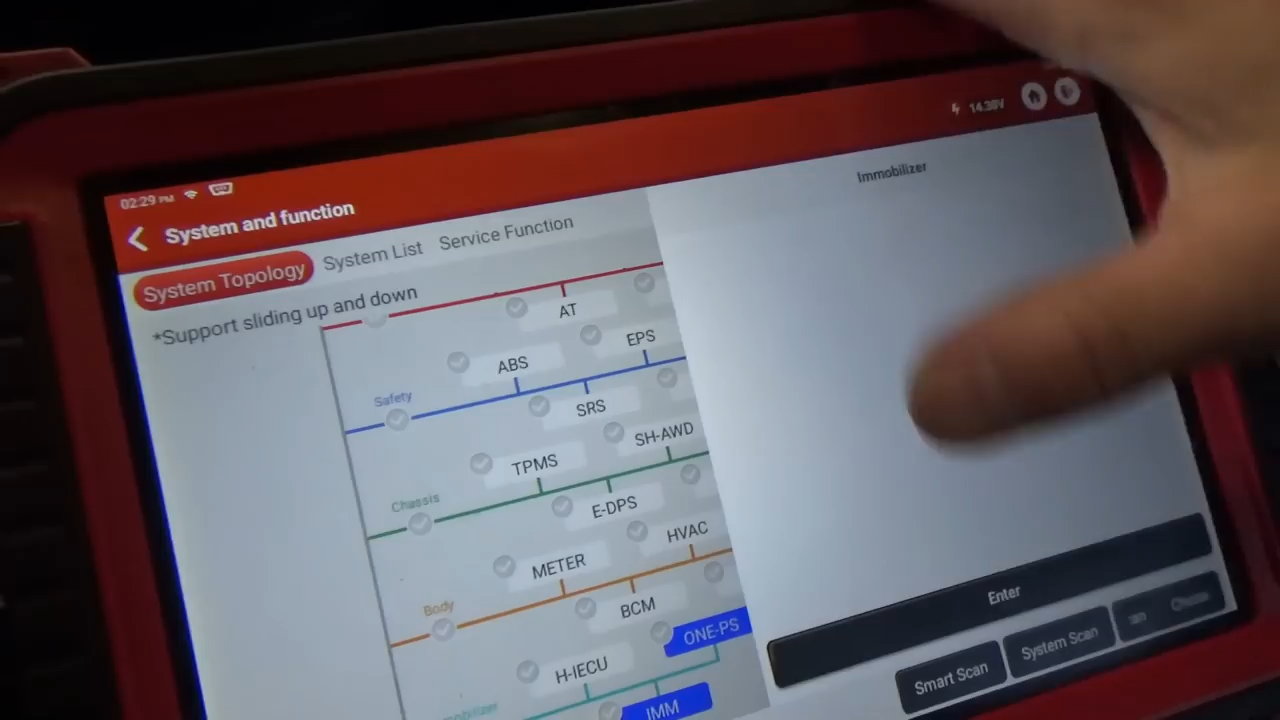 02:29 PM
14.38V
System and function
Immobilizer
System Topology
System List
Service Function
*Support sliding up and down
AT
EPS
ABS
Safety
SRS
SH-AWD
TPMS
Chassis
E-DPS
HVAC
METER
Body
BCM
ONE-PS
H-IECU
IMM
Enter
Smart Scan
System Scan